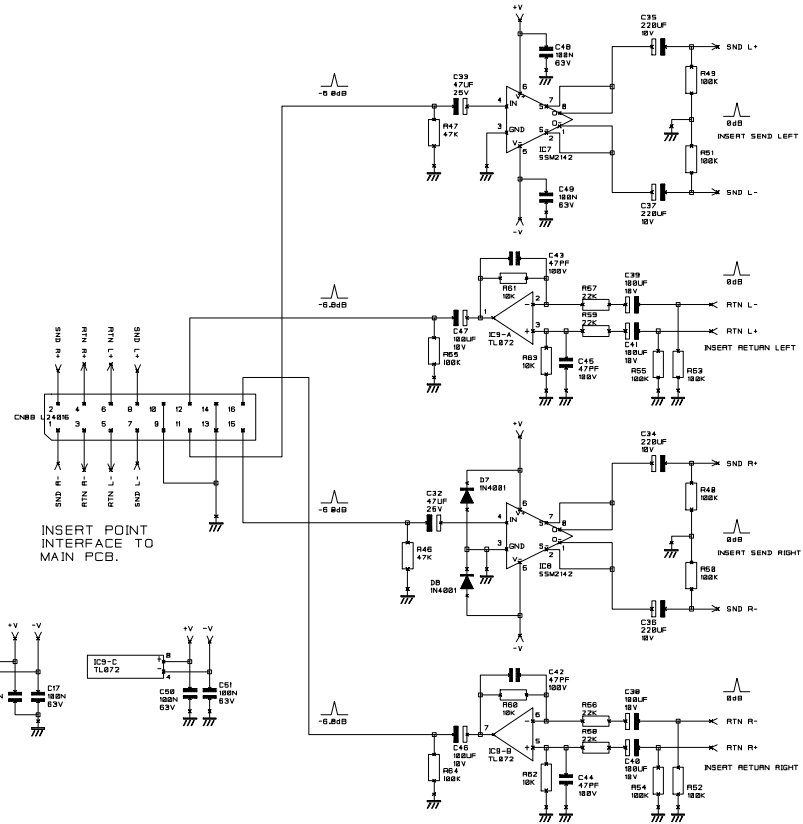 +V
C48
100N
63V
C35
220UF
10V
SND L+
C33
47UF
25V
-6.0dB
4
IN
6
V+
7
S
8
O
R49
100K
R47
47K
3
GND
O
1
S
2
V-
5
IC7
SSM2142
0dB
INSERT SEND LEFT
R51
100K
C49
100N
63V
C37
220UF
10V
SND L-
-V
C43
47PF
100V
C39
100UF
10V
0dB
R61
10K
R57
22K
-6.0dB
2
RTN L-
1
R59
22K
C47
100UF
10V
IC9-A
TL072
3
RTN L+
C41
100UF
10V
INSERT RETURN LEFT
R65
100K
R63
10K
C45
47PF
100V
R55
100K
R53
100K
SND R+
RTN R+
RTN L+
SND L+
2
4
6
8
10
12
14
16
CN8B L24016
1
3
5
7
9
11
13
15
SND R-
RTN R-
RTN L-
SND L-
INSERT POINT
INTERFACE TO
MAIN PCB.
+V
C34
220UF
10V
SND R+
D7
1N4001
C32
47UF
25V
-6.0dB
4
IN
6
V+
7
S
8
O
R48
100K
R46
47K
3
GND
O
1
S
2
V-
5
IC8
SSM2142
0dB
INSERT SEND RIGHT
D8
1N4001
R50
100K
C36
220UF
10V
SND R-
-V
+V
-V
C17
100N
63V
IC9-C
TL072
+
8
-
4
+V
-V
C50
100N
63V
C51
100N
63V
C42
47PF
100V
C38
100UF
10V
0dB
R60
10K
R56
22K
-6.0dB
6
RTN R-
7
R58
22K
C46
100UF
10V
IC9-B
TL072
5
RTN R+
C40
100UF
10V
INSERT RETURN RIGHT
R64
100K
R62
10K
C44
47PF
100V
R54
100K
R52
100K